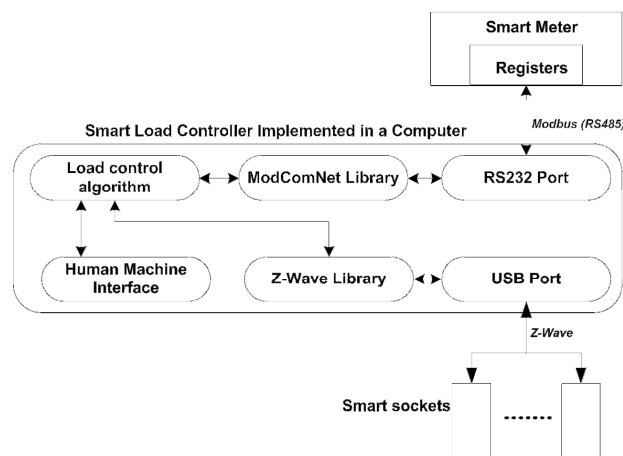 Smart Meter
Registers
Modbus (RS485)
Smart Load Controller Implemented in a Computer
Load control
algorithm
ModComNet Library
RS232 Port
Human Machine
Interface
Z-Wave Library
USB Port
Z-Wave
Smart sockets